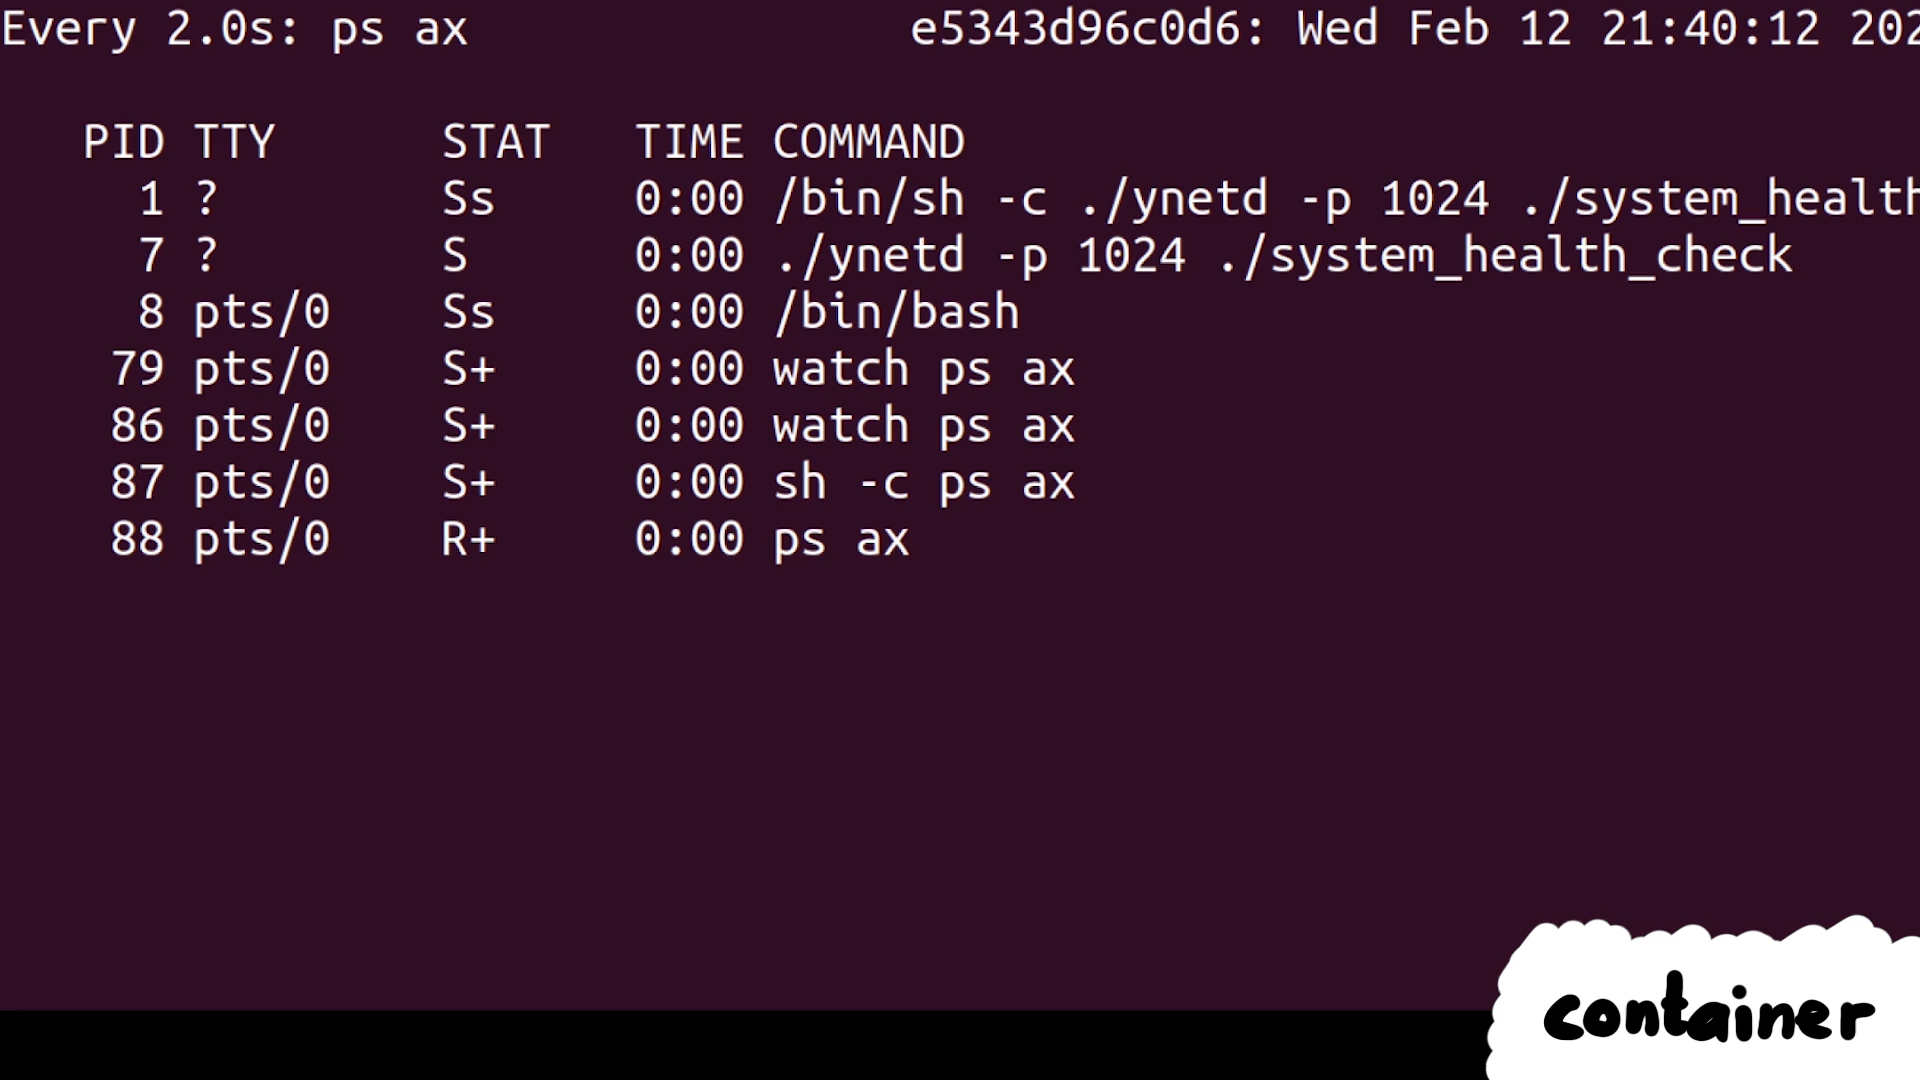 Every 2.0s: ps ax e5343d96c0d6: Wed Feb 12 21:40:12 202
PID TTY STAT TIME COMMAND
1 ? Ss 0:00 /bin/sh -c ./ynetd -p 1024 ./system_health
7 ? S 0:00 ./ynetd -p 1024 ./system_health_check
8 pts/0 Ss 0:00 /bin/bash
79 pts/0 S+ 0:00 watch ps ax
86 pts/0 S+ 0:00 watch ps ax
87 pts/0 S+ 0:00 sh -c ps ax
88 pts/0 R+ 0:00 ps ax
container